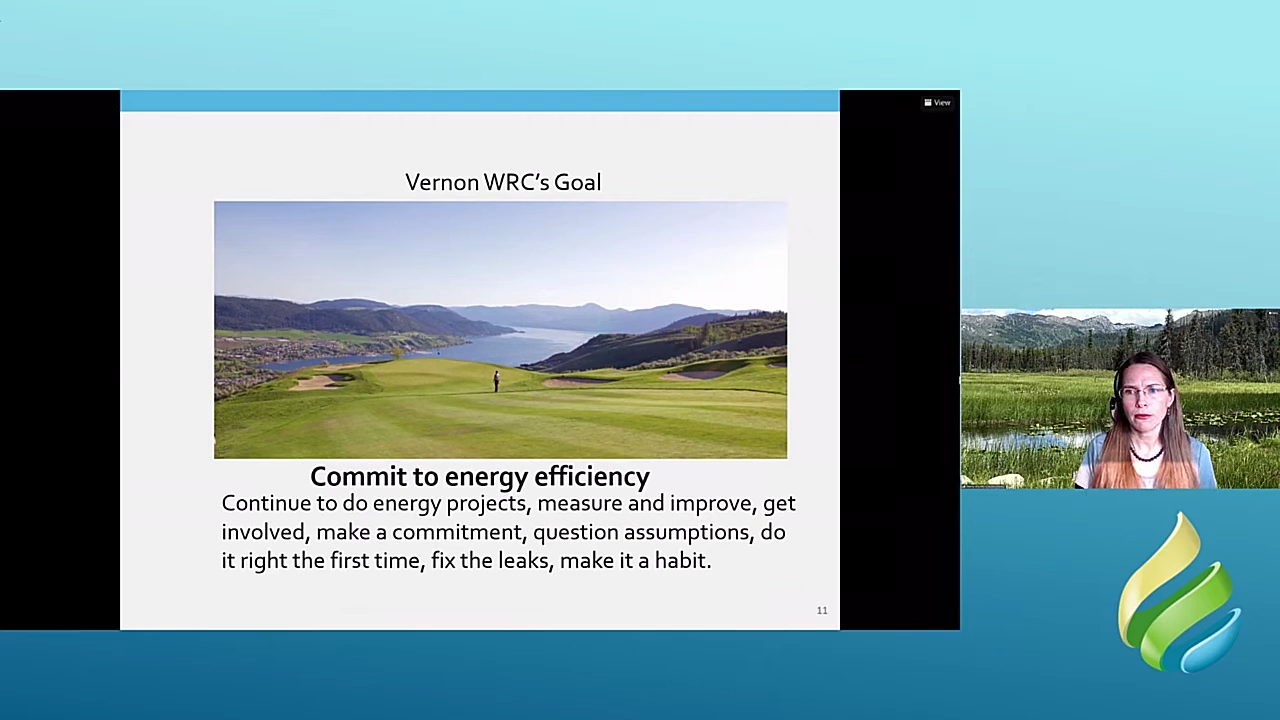 View
Vernon WRC's Goal
Commit to energy efficiency
Continue to do energy projects, measure and improve, get
involved, make a commitment, question assumptions, do
it right the first time, fix the leaks, make it a habit.
11